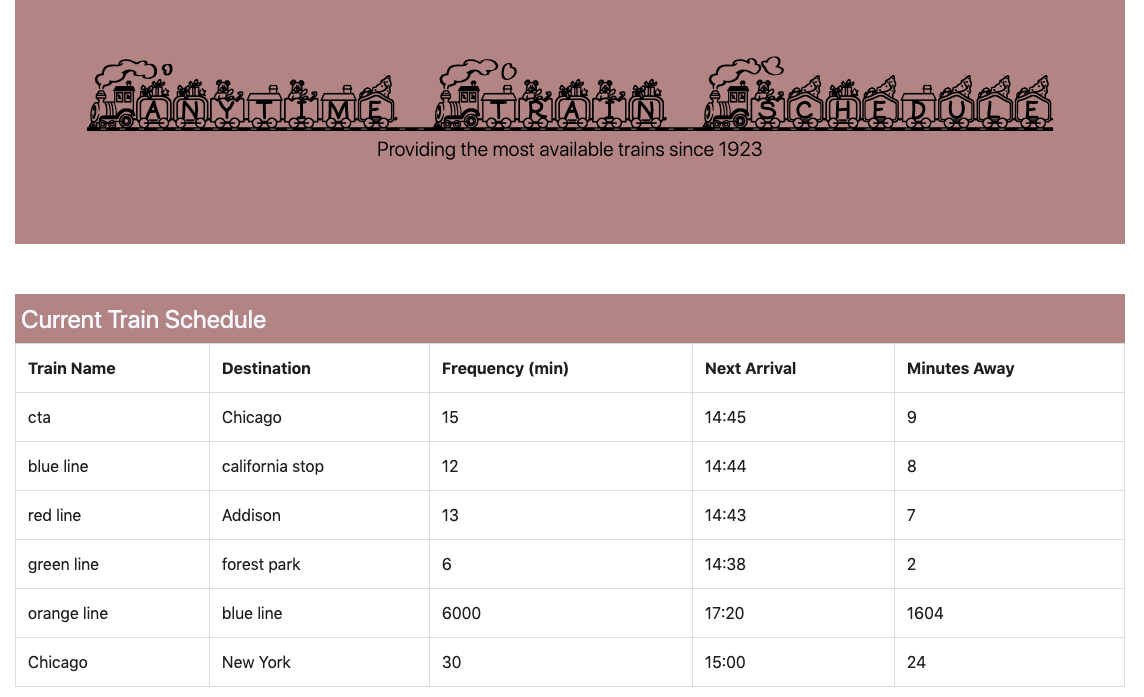 ANYTIME TRAIN SCHEDULE
Providing the most available trains since 1923
Current Train Schedule
Train Name Destination Frequency (min) Next Arrival Minutes Away
cta Chicago 15 14:45 9
blue line california stop 12 14:44 8
red line Addison 13 14:43 7
green line forest park 6 14:38 2
orange line blue line 6000 17:20 1604
Chicago New York 30 15:00 24